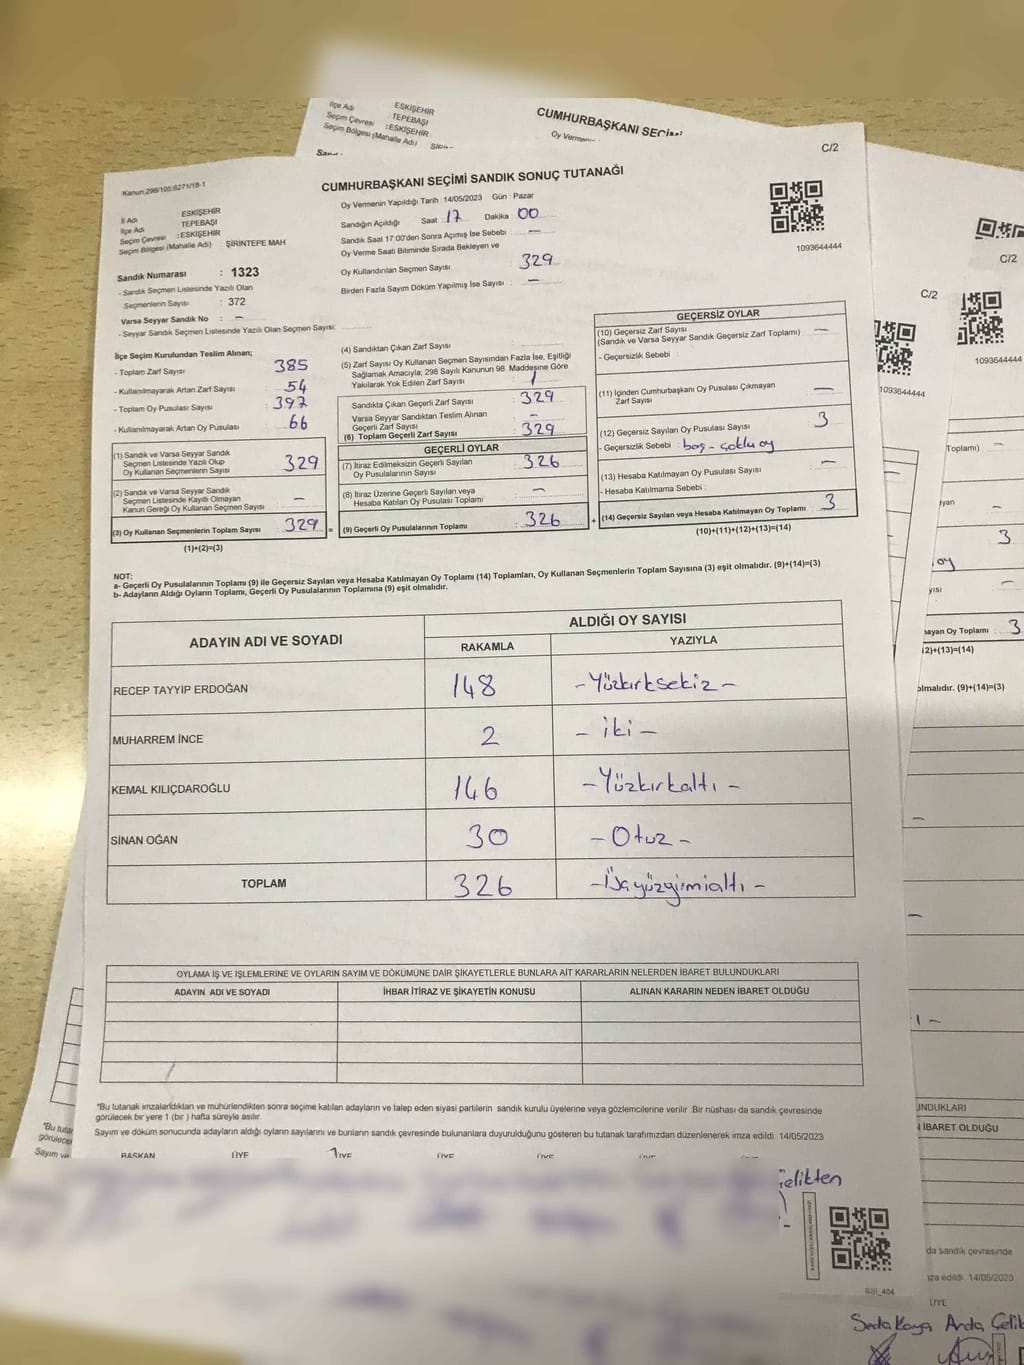 İlçe Adı
ESKİŞEHİR
Seçim Çevresi
TEPEBAŞI
: ESKİŞEHİR
Seçim Bölgesi (Mahalle Adı)
CUMHURBAŞKANI SEÇİM
Oy Vermenin
C/2
Kanun:298/105;6271/18-1
CUMHURBAŞKANI SEÇİMİ SANDIK SONUÇ TUTANAĞI
İl Adı ESKİŞEHİR
İlçe Adı TEPEBAŞI
Seçim Çevresi : ESKİŞEHİR
Seçim Bölgesi (Mahalle Adı) ŞİRİNTEPE MAH
Sandık Numarası : 1323
- Sandık Seçmen Listesinde Yazılı Olan
Seçmenlerin Sayısı : 372
Varsa Seyyar Sandık No : –
- Seyyar Sandık Seçmen Listesinde Yazılı Olan Seçmen Sayısı:
Oy Vermenin Yapıldığı Tarih 14/05/2023 Gün : Pazar
Sandığın Açıldığı Saat 17 Dakika 00
Sandık Saat 17:00'den Sonra Açımış İse Sebebi : —
Oy Verme Saati Bitiminde Sırada Bekleyen ve
Oy Kullandırılan Seçmen Sayısı : 329
Birden Fazla Sayım Döküm Yapılmış İse Sayısı : –
1093644444
İlçe Seçim Kurulundan Teslim Alınan;
- Toplam Zarf Sayısı : 385
- Kullanılmayarak Artan Zarf Sayısı : 54
- Toplam Oy Pusulası Sayısı : 397
- Kullanılmayarak Artan Oy Pusulası : 66
(1) Sandık ve Varsa Seyyar Sandık
Seçmen Listesinde Yazılı Olup
Oy Kullanan Seçmenlerin Sayısı 329
(2) Sandık ve Varsa Seyyar Sandık
Seçmen Listesinde Kayıtlı Olmayan
Kanun Gereği Oy Kullanan Seçmen Sayısı –
(3) Oy Kullanan Seçmenlerin Toplam Sayısı 329
(1)+(2)=(3)
(4) Sandıktan Çıkan Zarf Sayısı :
(5) Zarf Sayısı Oy Kullanan Seçmen Sayısından Fazla İse, Eşitliği
Sağlamak Amacıyla; 298 Sayılı Kanunun 98. Maddesine Göre
Yakılarak Yok Edilen Zarf Sayısı
Sandıkta Çıkan Geçerli Zarf Sayısı : 329
Varsa Seyyar Sandıktan Teslim Alınan
Geçerli Zarf Sayısı –
(6) Toplam Geçerli Zarf Sayısı : 329
GEÇERLİ OYLAR
(7) İtiraz Edilmeksizin Geçerli Sayılan
Oy Pusulalarının Sayısı : 326
(8) İtiraz Üzerine Geçerli Sayılan veya
Hesaba Katılan Oy Pusulası Toplamı : –
= (9) Geçerli Oy Pusulalarının Toplamı : 326
GEÇERSİZ OYLAR
(10) Geçersiz Zarf Sayısı
(Sandık ve Varsa Seyyar Sandık Geçersiz Zarf Toplamı) –
- Geçersizlik Sebebi
(11) İçinden Cumhurbaşkanı Oy Pusulası Çıkmayan
Zarf Sayısı –
(12) Geçersiz Sayılan Oy Pusulası Sayısı 3
- Geçersizlik Sebebi : boş - çoklu oy
(13) Hesaba Katılmayan Oy Pusulası Sayısı –
- Hesaba Katılmama Sebebi :
+ (14) Geçersiz Sayılan veya Hesaba Katılmayan Oy Toplamı : 3
(10)+(11)+(12)+(13)=(14)
NOT:
a- Geçerli Oy Pusulalarının Toplamı (9) ile Geçersiz Sayılan veya Hesaba Katılmayan Oy Toplamı (14) Toplamları, Oy Kullanan Seçmenlerin Toplam Sayısına (3) eşit olmalıdır. (9)+(14)=(3)
b- Adayların Aldığı Oyların Toplamı, Geçerli Oy Pusulalarının Toplamına (9) eşit olmalıdır.
ADAYIN ADI VE SOYADI
ALDIĞI OY SAYISI
RAKAMLA YAZIYLA
RECEP TAYYİP ERDOĞAN 148 - Yüzkırksekiz -
MUHARREM İNCE 2 - iki -
KEMAL KILIÇDAROĞLU 146 - Yüzkırkaltı -
SİNAN OĞAN 30 - Otuz -
TOPLAM 326 - Üçyüzyirmialtı -
OYLAMA İŞ VE İŞLEMLERİNE VE OYLARIN SAYIM VE DÖKÜMÜNE DAİR ŞİKAYETLERLE BUNLARA AİT KARARLARIN NELERDEN İBARET BULUNDUKLARI
ADAYIN ADI VE SOYADI İHBAR İTİRAZ VE ŞİKAYETİN KONUSU ALINAN KARARIN NEDEN İBARET OLDUĞU
*Bu tutanak imzalandıktan ve mühürlendikten sonra seçime katılan adayların ve talep eden siyasi partilerin sandık kurulu üyelerine veya gözlemcilerine verilir. Bir nüshası da sandık çevresinde
görülecek bir yere 1 (bir ) hafta süreyle asılır.
Sayım ve döküm sonucunda adayların aldığı oyların sayılarını ve bunların sandık çevresinde bulunanlara duyurulduğunu gösteren bu tutanak tarafımızdan düzenlenerek imza edildi 14/05/2023
BAŞKAN ÜYE ÜYE ÜYE ÜYE ÜYE
C/2
C/2
1093644444
1093644444
Toplamı) –
3
oy
mayan Oy Toplamı : 3
2)+(13)=(14)
olmalıdır. (9)+(14)=(3)
UNDUKLARI
İBARET OLDUĞU
da sandık çevresinde
imza edildi 14/05/2023
ÜYE
Seda Kaya Arda Çelik
*Bu tuta
görülece
Sayım ve